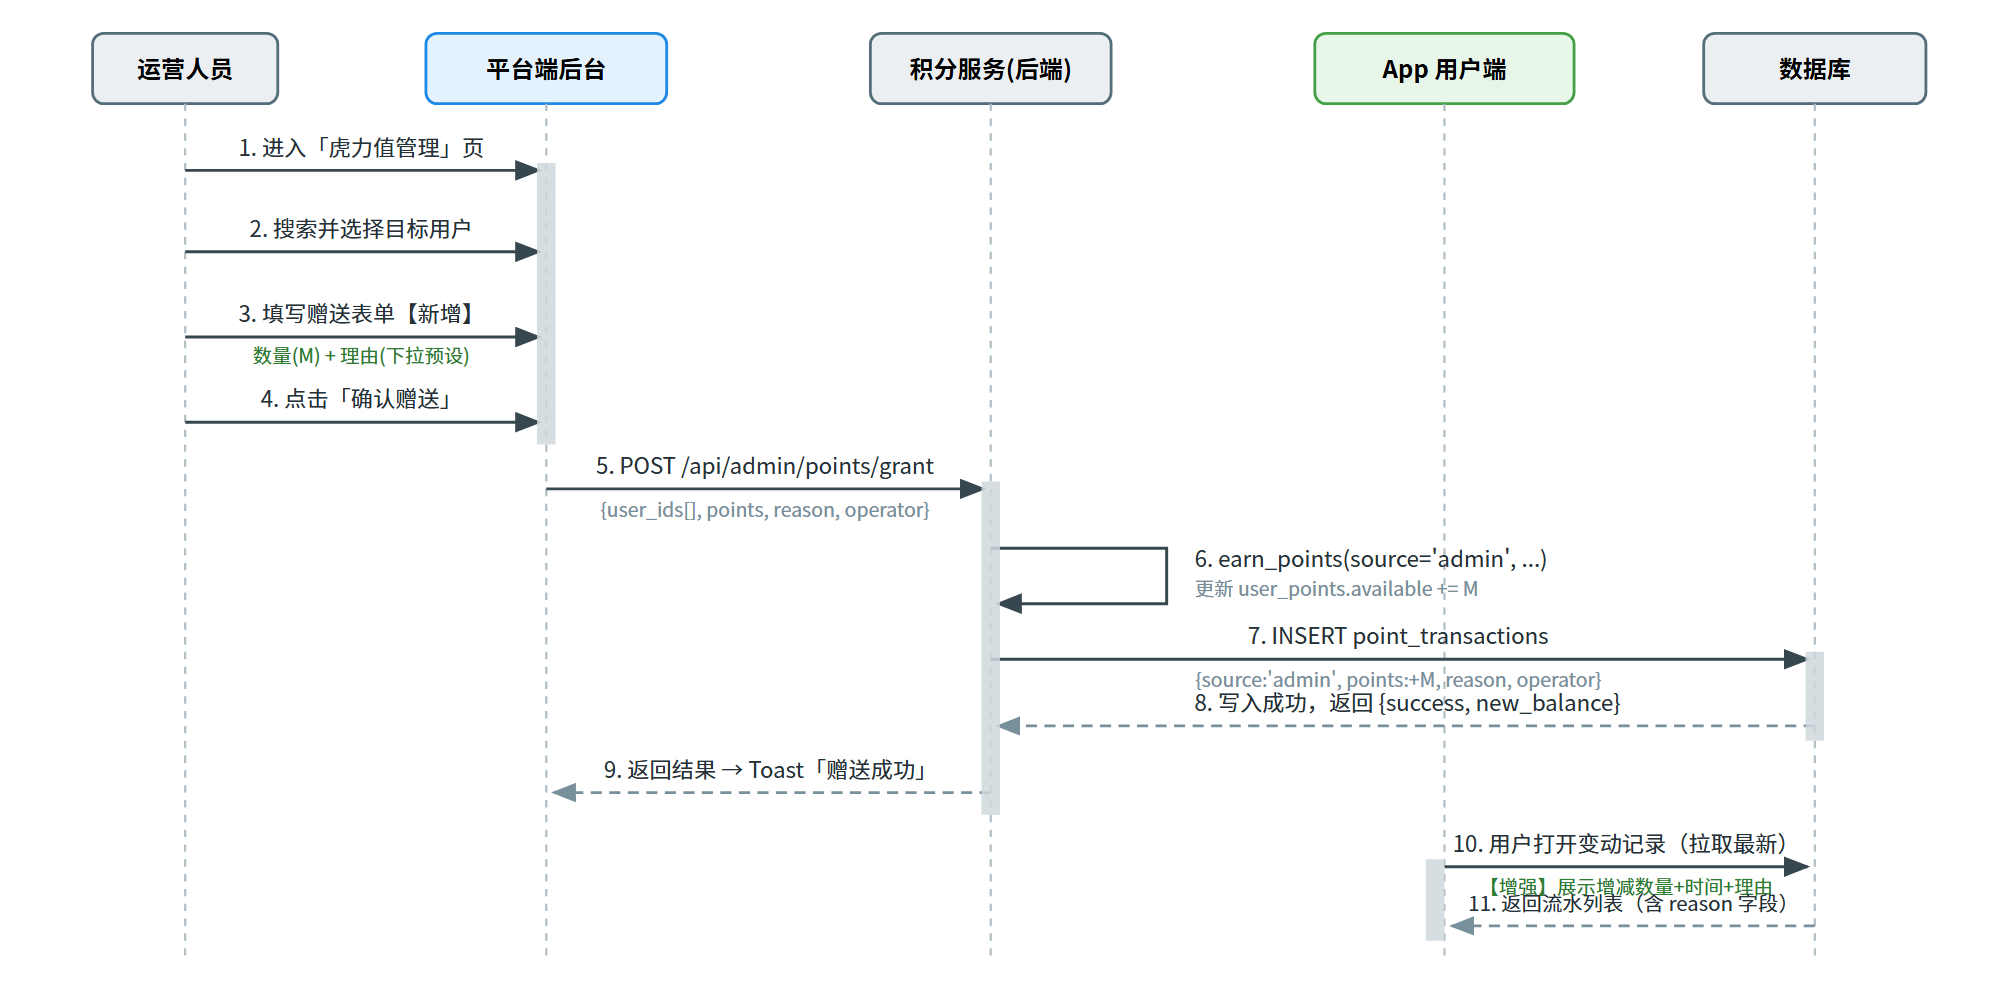 运营人员
平台端后台
积分服务(后端)
App 用户端
数据库
1. 进入「虎力值管理」页
2. 搜索并选择目标用户
3. 填写赠送表单【新增】
数量(M) + 理由(下拉预设)
4. 点击「确认赠送」
5. POST /api/admin/points/grant
{user_ids[], points, reason, operator}
6. earn_points(source='admin', ...)
更新 user_points.available += M
7. INSERT point_transactions
{source:'admin', points:+M, reason, operator}
8. 写入成功，返回 {success, new_balance}
9. 返回结果 → Toast「赠送成功」
10. 用户打开变动记录（拉取最新）
【增强】展示增减数量+时间+理由
11. 返回流水列表（含 reason 字段）